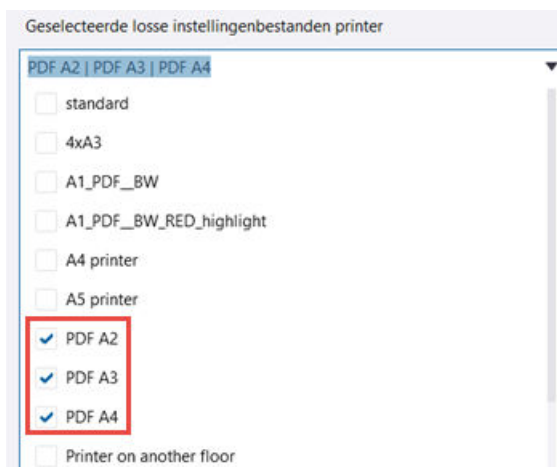 Geselecteerde losse instellingenbestanden printer
PDF A2 | PDF A3 | PDF A4
standard
4xA3
A1_PDF__BW
A1_PDF__BW_RED_highlight
A4 printer
A5 printer
PDF A2
PDF A3
PDF A4
Printer on another floor